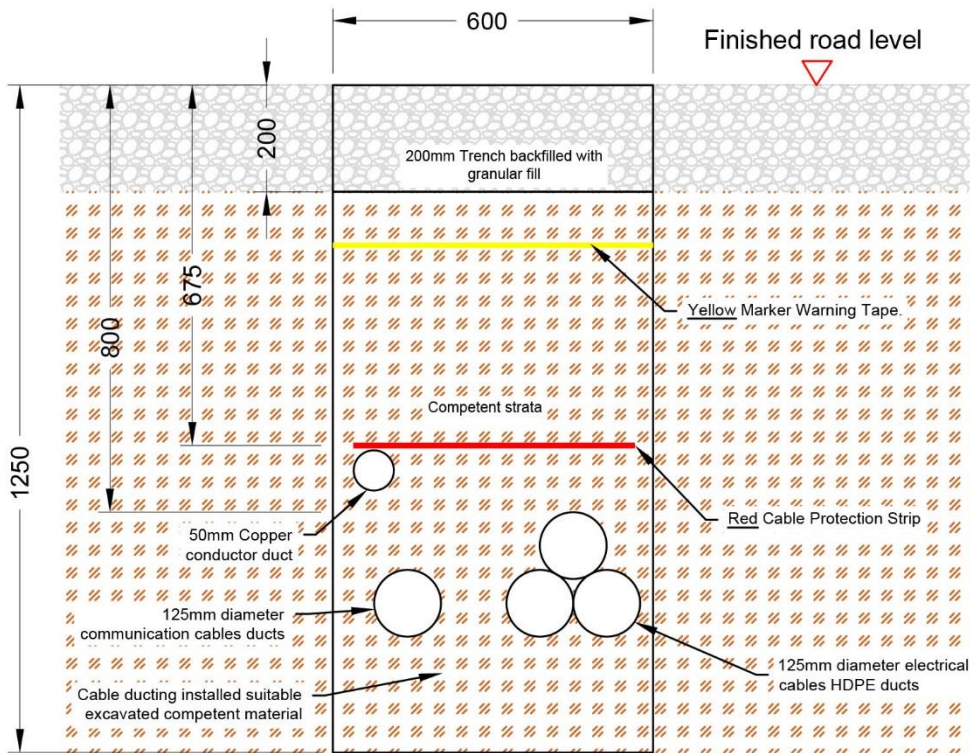 600
Finished road level
200
200mm Trench backfilled with
granular fill
675
800
1250
Yellow Marker Warning Tape.
Competent strata
Red Cable Protection Strip
50mm Copper
conductor duct
125mm diameter
communication cables ducts
125mm diameter electrical
cables HDPE ducts
Cable ducting installed suitable
excavated competent material